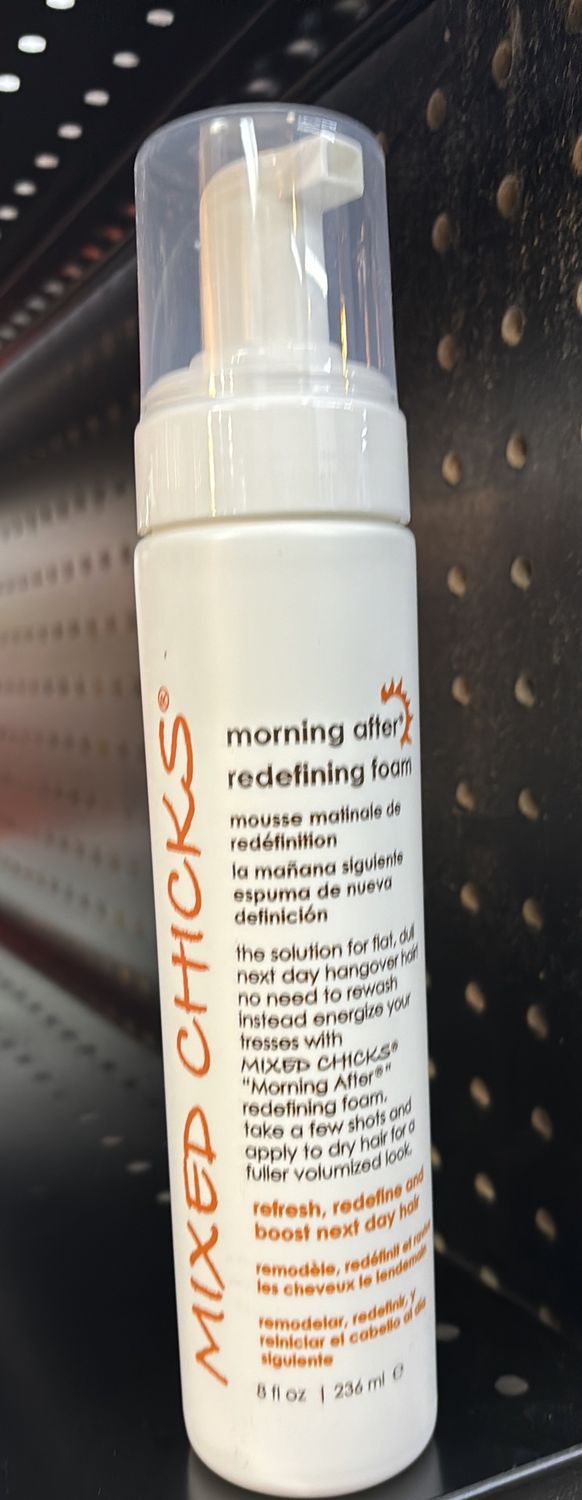 MIXED CHICKS®
morning after®
redefining foam
mousse matinale de
redéfinition
la mañana siguiente
espuma de nueva
definición
the solution for flat, dull
next day hangover hair!
no need to rewash
instead energize your
tresses with
MIXED CHICKS®
"Morning After®"
redefining foam.
take a few shots and
apply to dry hair for a
fuller volumized look.
refresh, redefine and
boost next day hair
remodèle, redéfinit et
les cheveux le lendemain
remodelar, redefinir, y
reiniciar el cabello al día
siguiente
8 fl oz | 236 ml ℮